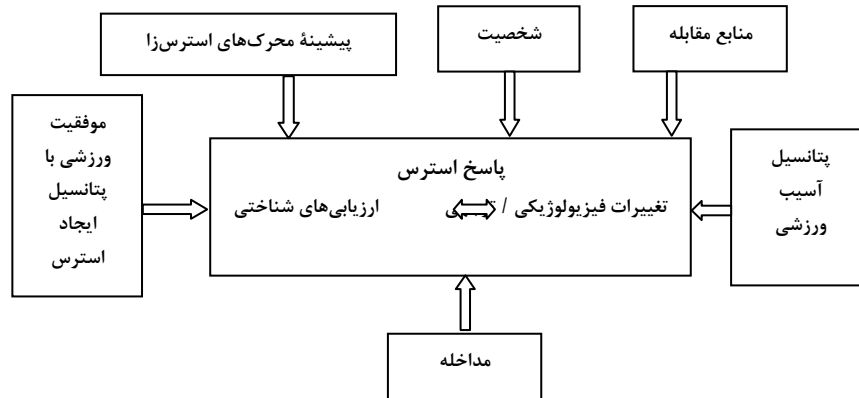 منابع مقابله
شخصیت
پیشینهٔ محرک‌های استرس‌زا
پتانسیل
آسیب
ورزشی
پاسخ استرس
تغییرات فیزیولوژیکی /
ارزیابی‌های شناختی
موفقیت
ورزشی با
پتانسیل
ایجاد
استرس
مداخله